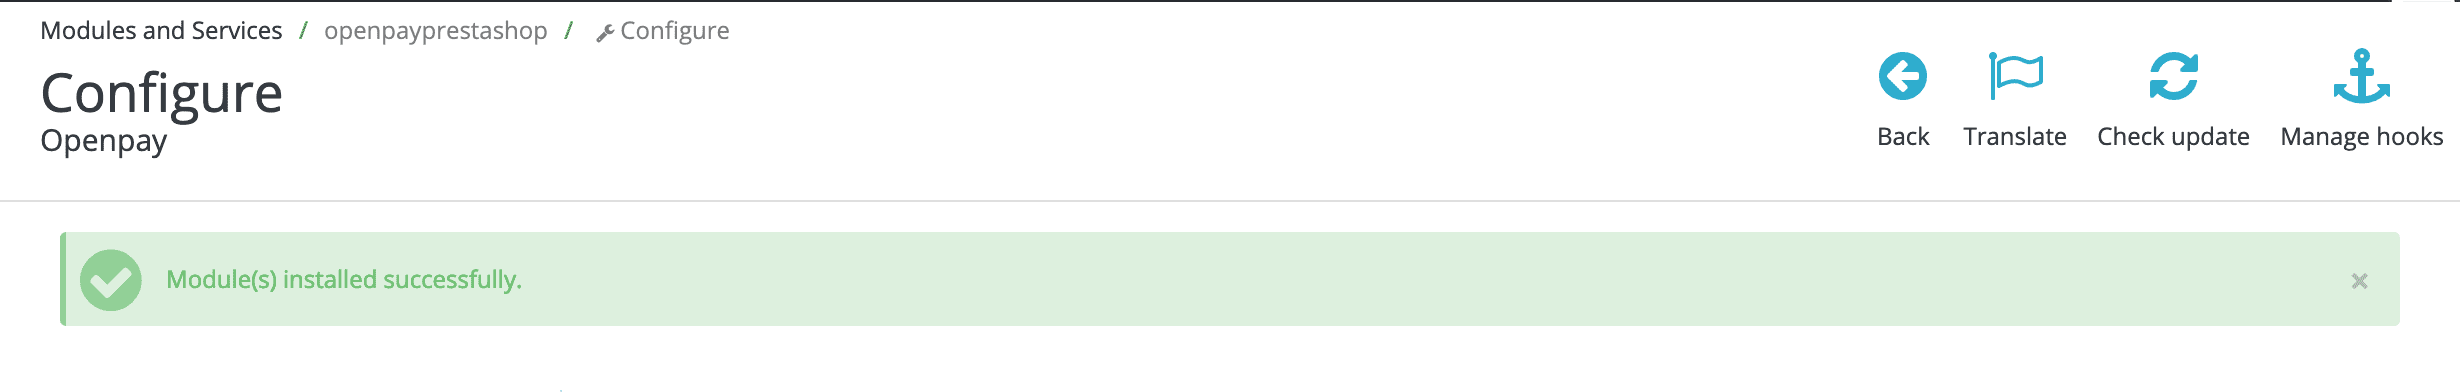 Modules and Services / openpayprestashop / Configure
Configure
Openpay
Back Translate Check update Manage hooks
Module(s) installed successfully.